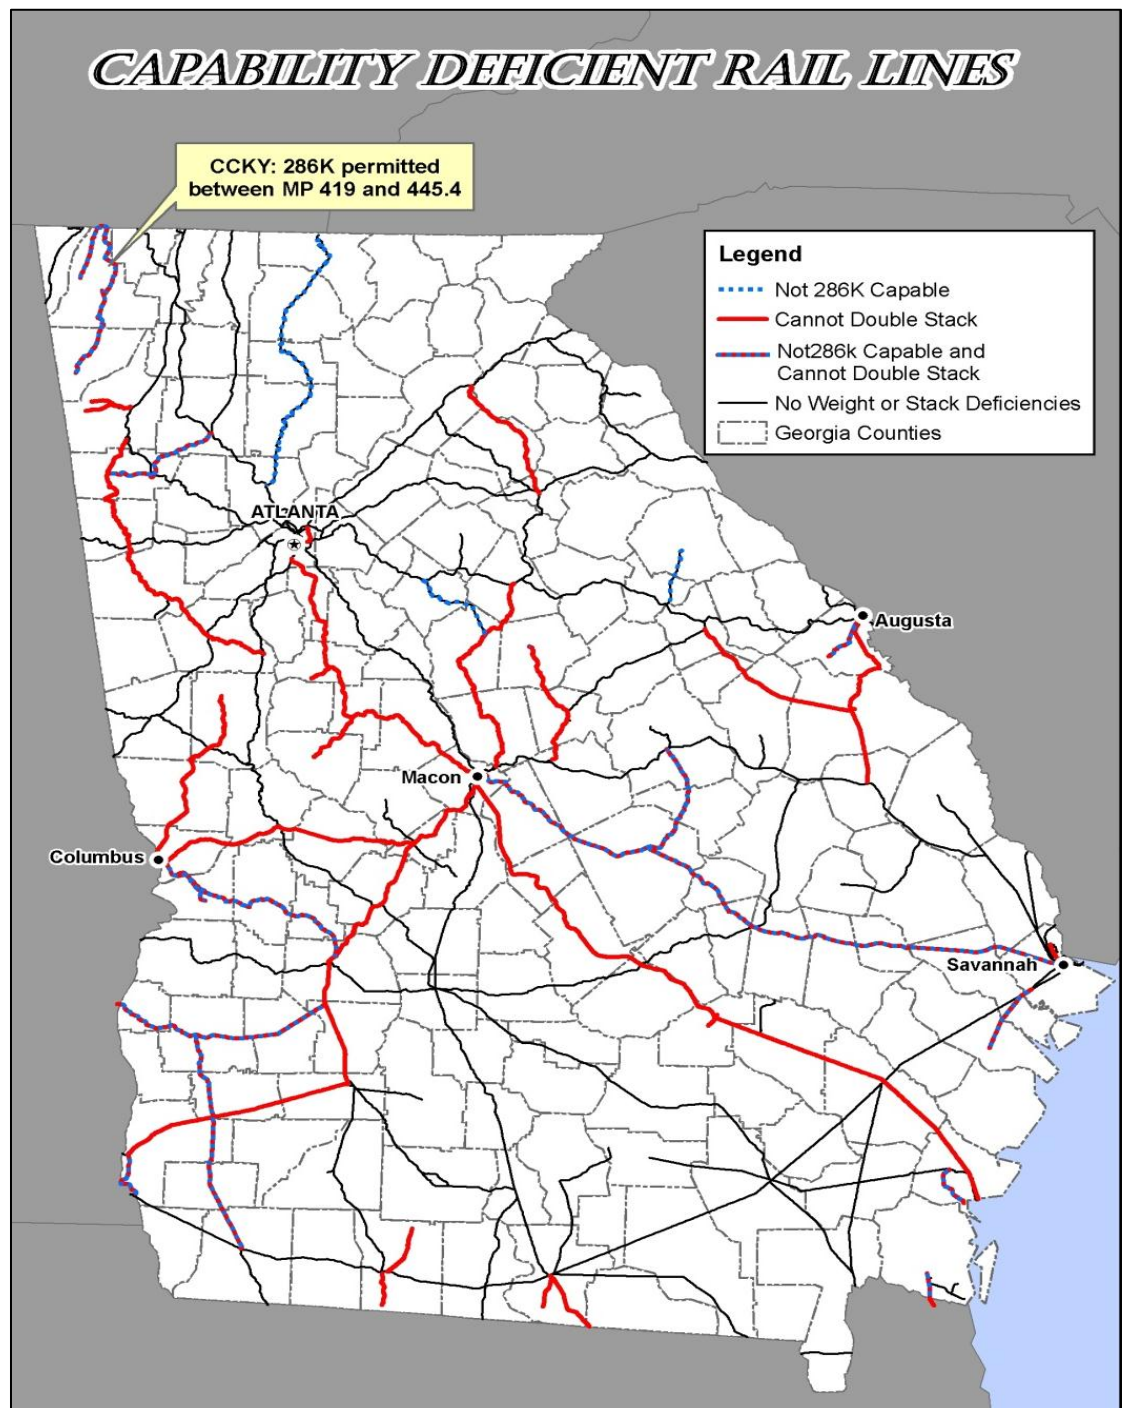 CAPABILITY DEFICIENT RAIL LINES
CCKY: 286K permitted
between MP 419 and 445.4
Legend
Not 286K Capable
Cannot Double Stack
Not286k Capable and
Cannot Double Stack
No Weight or Stack Deficiencies
Georgia Counties
ATLANTA
Augusta
Macon
Columbus
Savannah